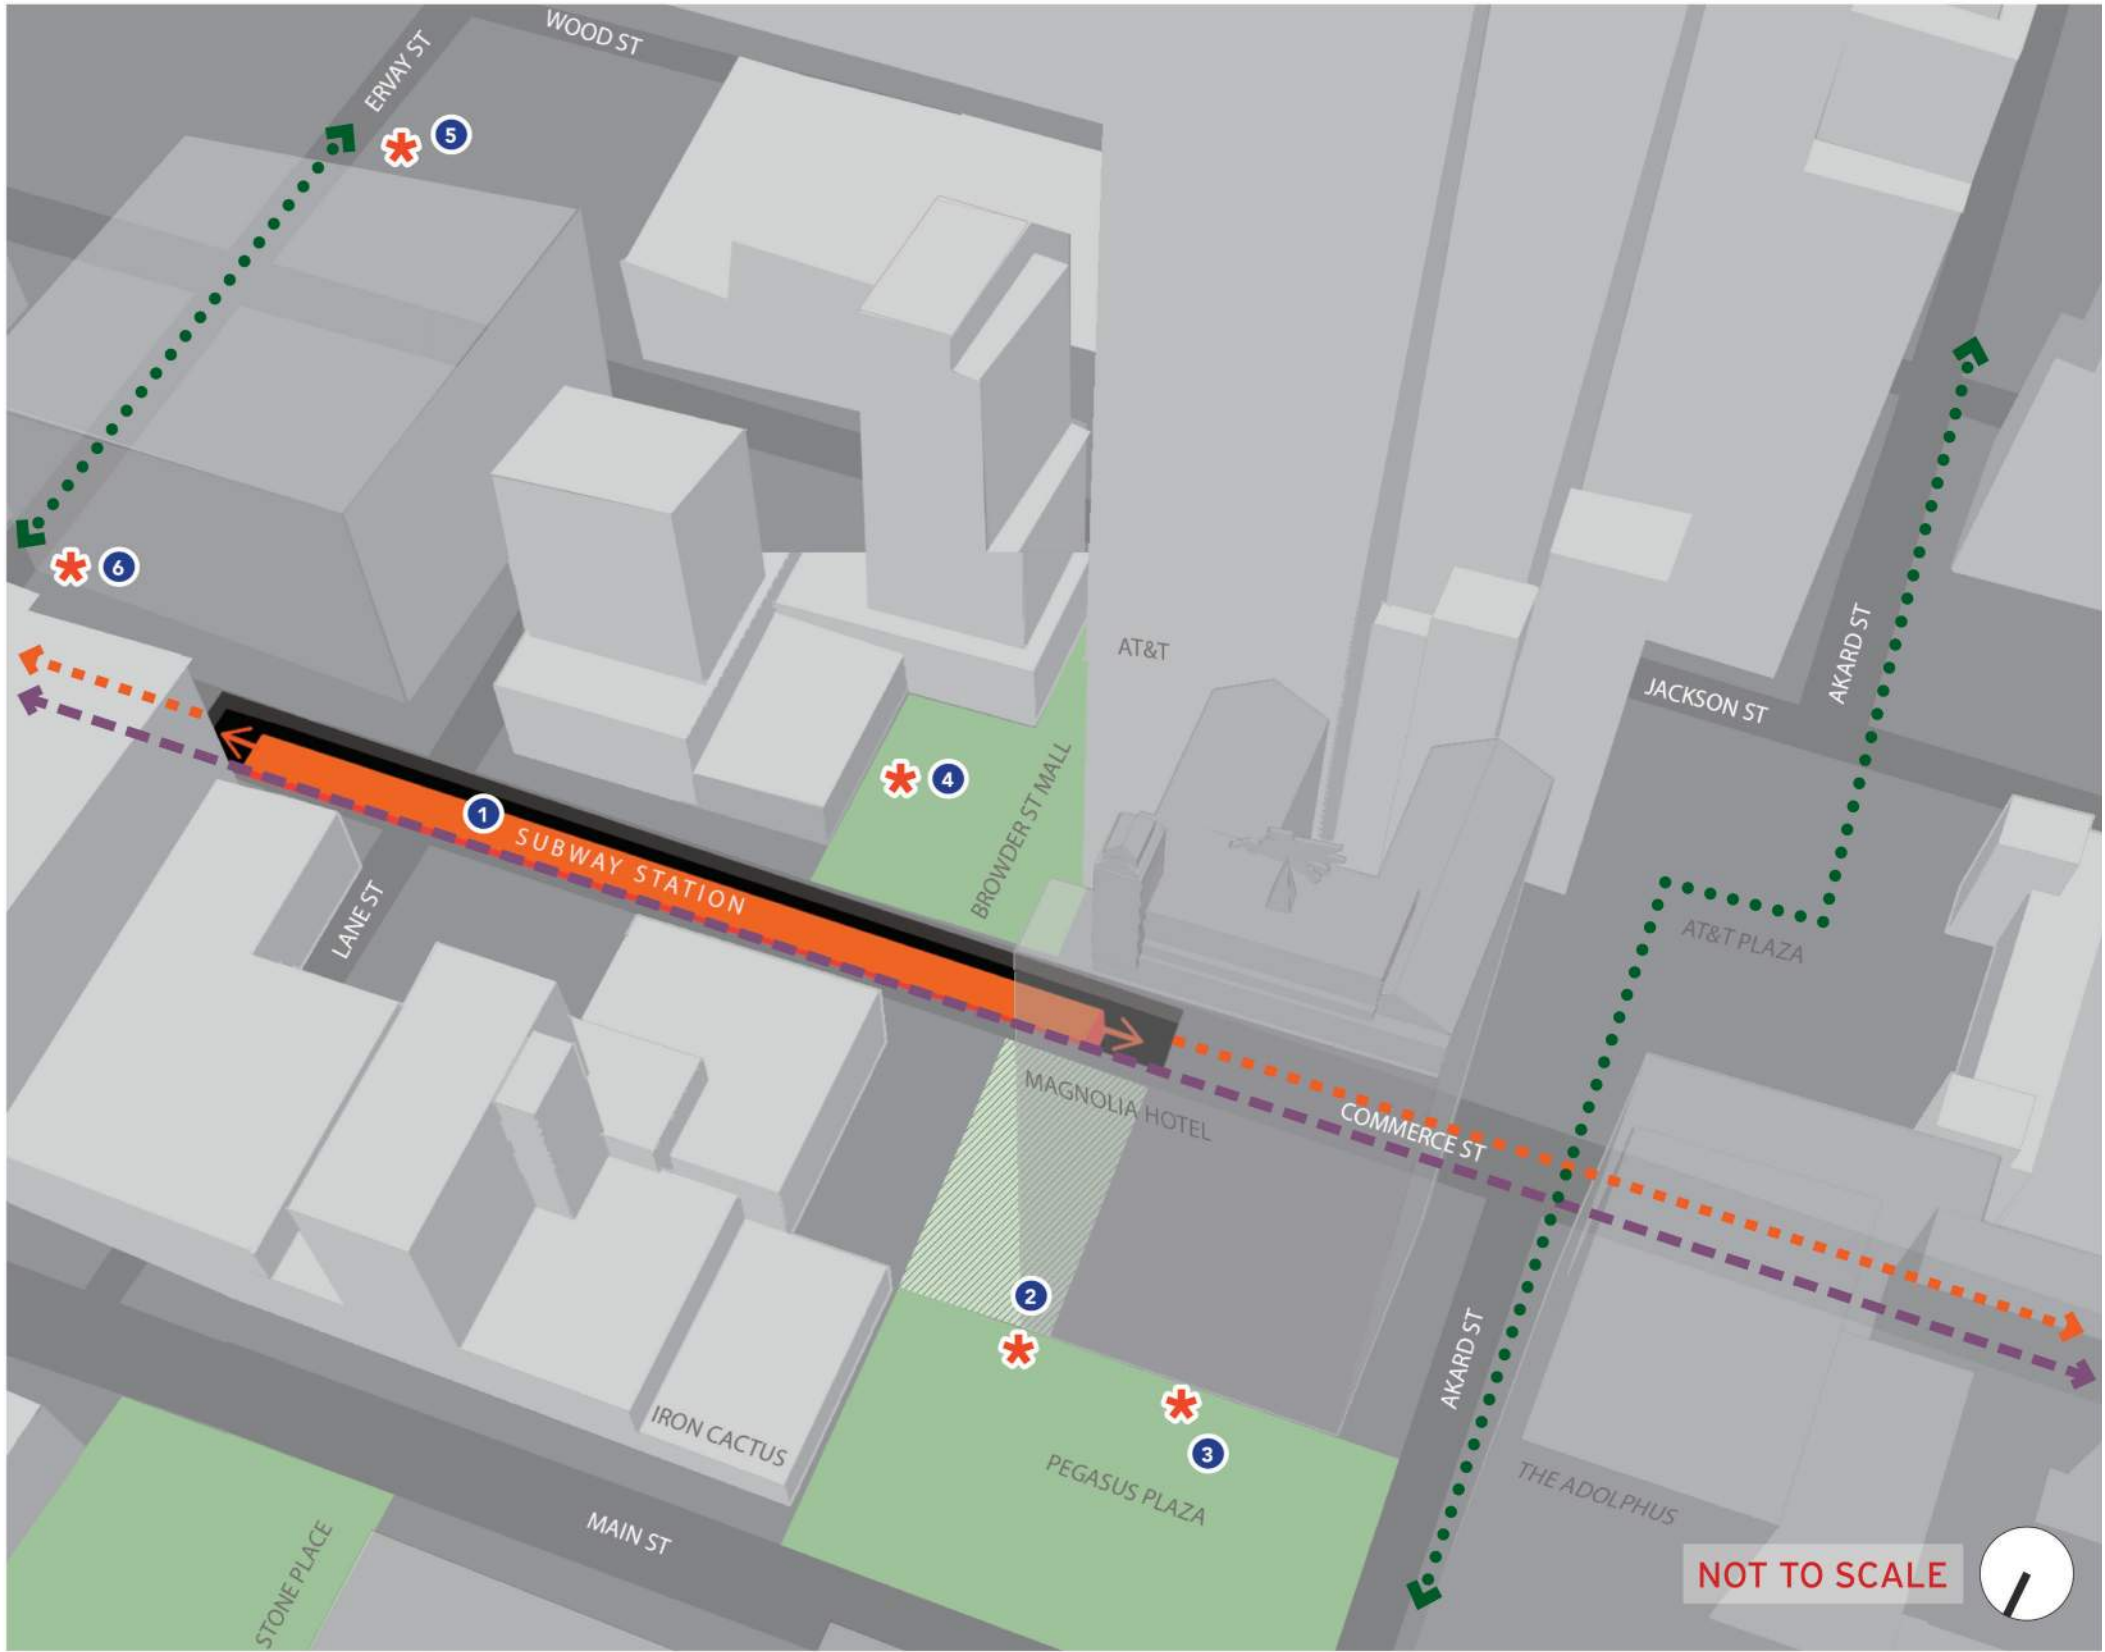 WOOD ST
ERVAY ST
5
6
AT&T
AKARD ST
JACKSON ST
4
BROWDER ST MALL
1
SUBWAY STATION
LANE ST
AT&T PLAZA
MAGNOLIA HOTEL
COMMERCE ST
2
3
AKARD ST
IRON CACTUS
PEGASUS PLAZA
THE ADOLPHUS
MAIN ST
STONE PLACE
NOT TO SCALE